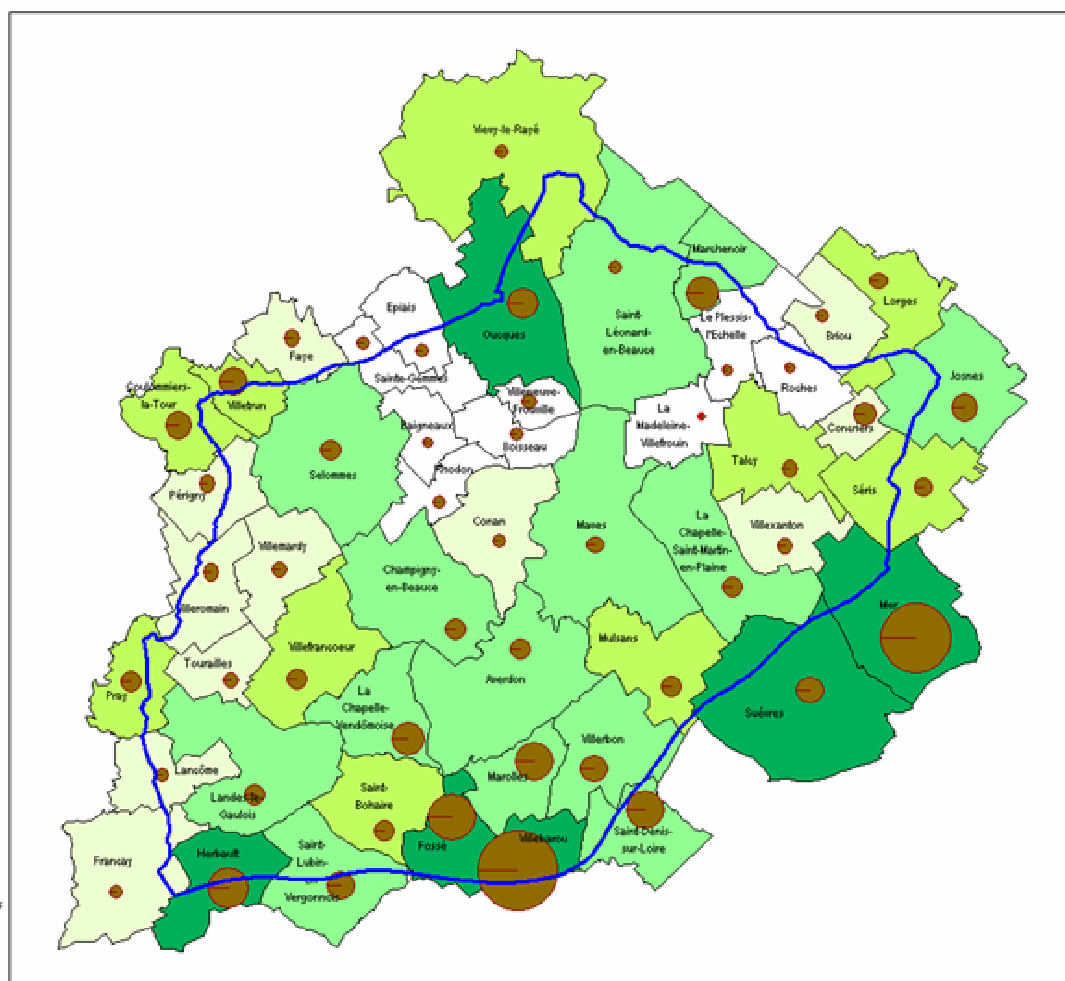 Viévy-le-Rayé
Marchenoir
Epiais
Lorges
Oucques
Saint-
Léonard-
en-Beauce
Le Plessis-
l'Echelle
Briou
Faye
Sainte-Gemmes
Roches
Josnes
Coulommiers-
la-Tour
Villetrun
Villeneuve-
Frouville
La
Madeleine-
Villefrouin
Concriers
Baigneaux
Boisseau
Talcy
Selommes
Rhodon
Séris
Périgny
Conan
Maves
La
Chapelle-
Saint-Martin-
en-Plaine
Villexanton
Villemardy
Champigny-
en-Beauce
Villeromain
Mer
Mulsans
Villefrancoeur
Tourailles
Averdon
Pray
La
Chapelle-
Vendômoise
Suèvres
Villerbon
Lancôme
Marolles
Landes-le-
Gaulois
Saint-
Bohaire
Saint-Denis-
sur-Loire
Villebarou
Fossé
Herbault
Saint-
Lubin-
en-
Vergonnois
Françay